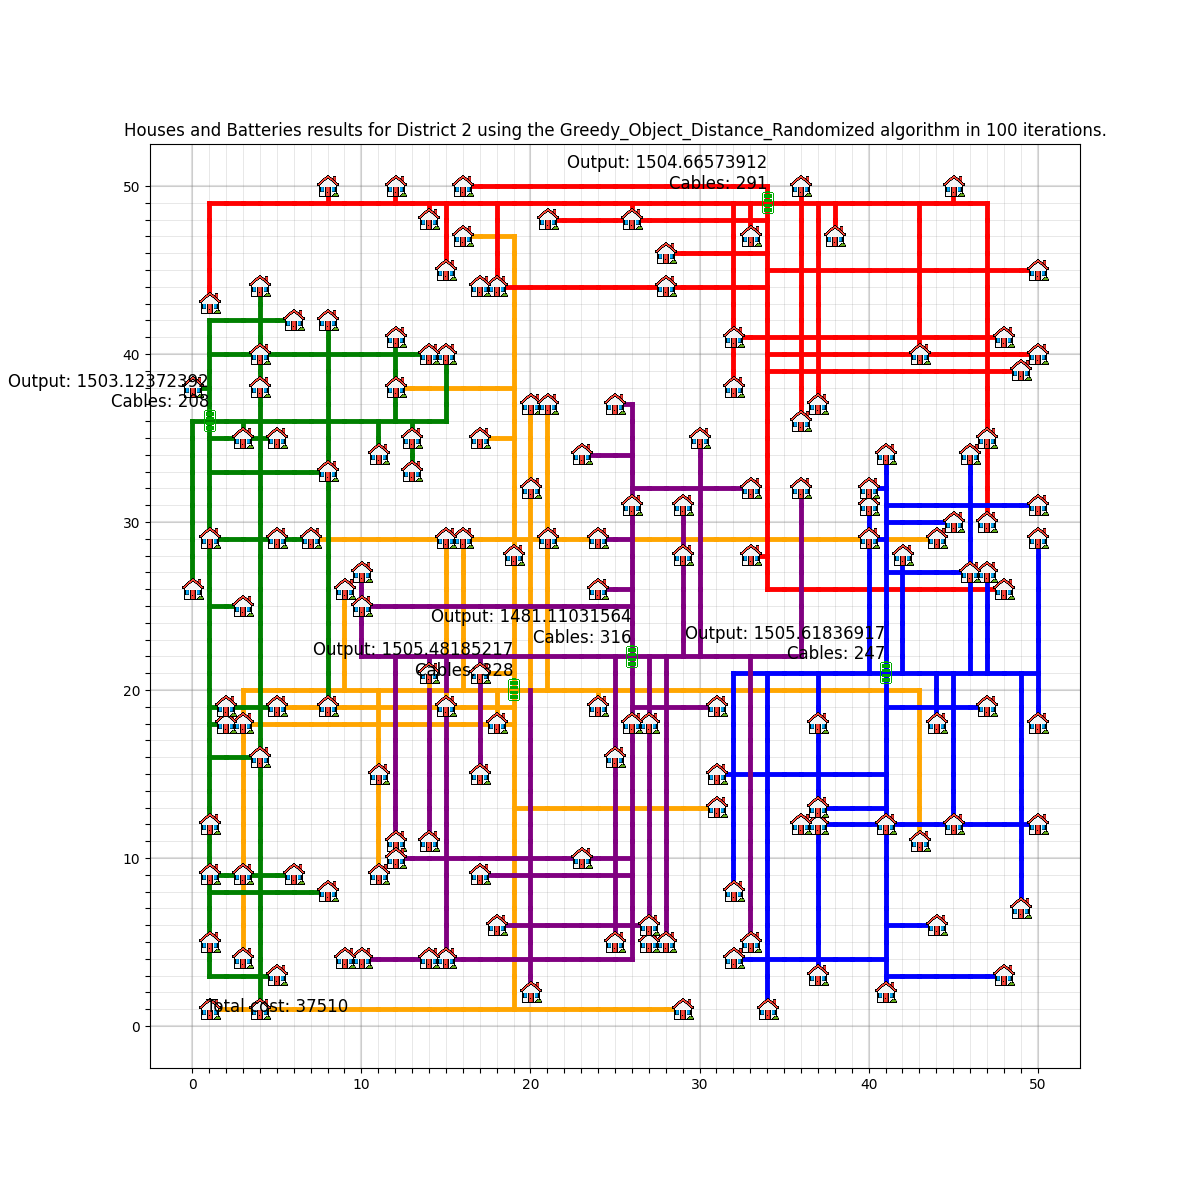 Houses and Batteries results for District 2 using the Greedy_Object_Distance_Randomized algorithm in 100 iterations.
Output: 1504.66573912
Cables: 291
50
40
Output: 1503.12372392
Cables: 208
30
Output: 1481.11031564
Cables: 316
Output: 1505.61836917
Cables: 247
Output: 1505.48185217
Cables: 328
20
10
Total cost: 37510
0
0 10 20 30 40 50